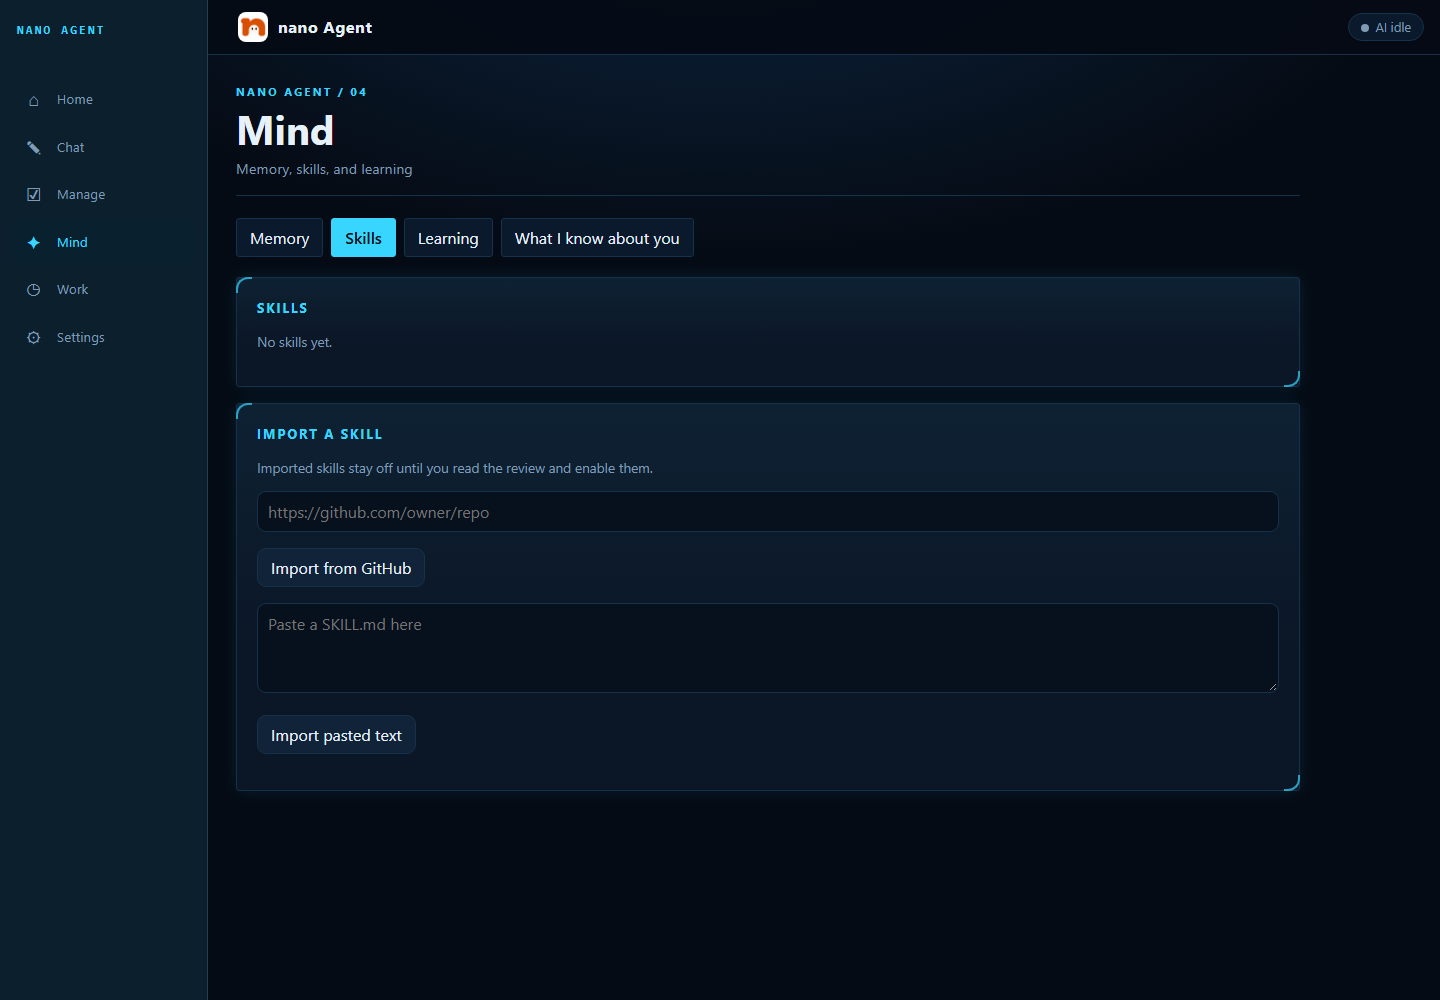 NANO AGENT
nano Agent
AI idle
Home
Chat
Manage
Mind
Work
Settings
NANO AGENT / 04
Mind
Memory, skills, and learning
Memory
Skills
Learning
What I know about you
SKILLS
No skills yet.
IMPORT A SKILL
Imported skills stay off until you read the review and enable them.
https://github.com/owner/repo
Import from GitHub
Paste a SKILL.md here
Import pasted text